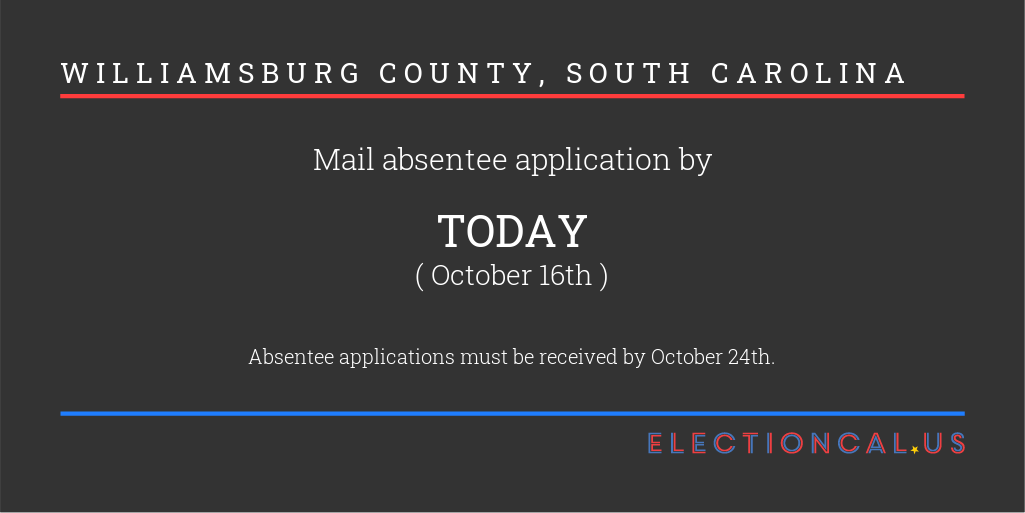 WILLIAMSBURG COUNTY, SOUTH CAROLINA
Mail absentee application by
TODAY
( October 16th )
Absentee applications must be received by October 24th.
ELECTIONCAL.US